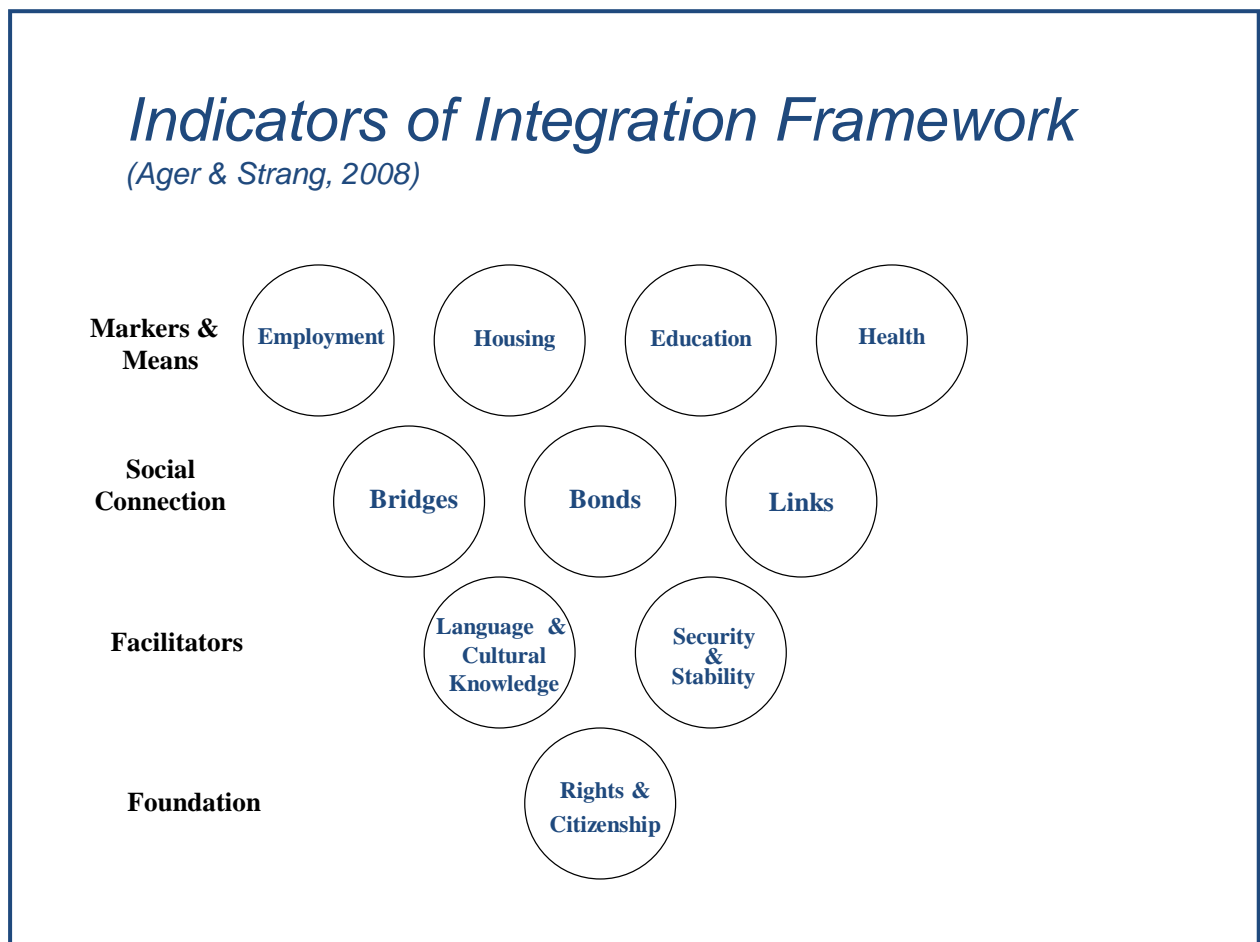 Indicators of Integration Framework
(Ager & Strang, 2008)
Markers &
Means
Employment
Housing
Education
Health
Social
Connection
Bridges
Bonds
Links
Facilitators
Language &
Cultural
Knowledge
Security
&
Stability
Foundation
Rights &
Citizenship